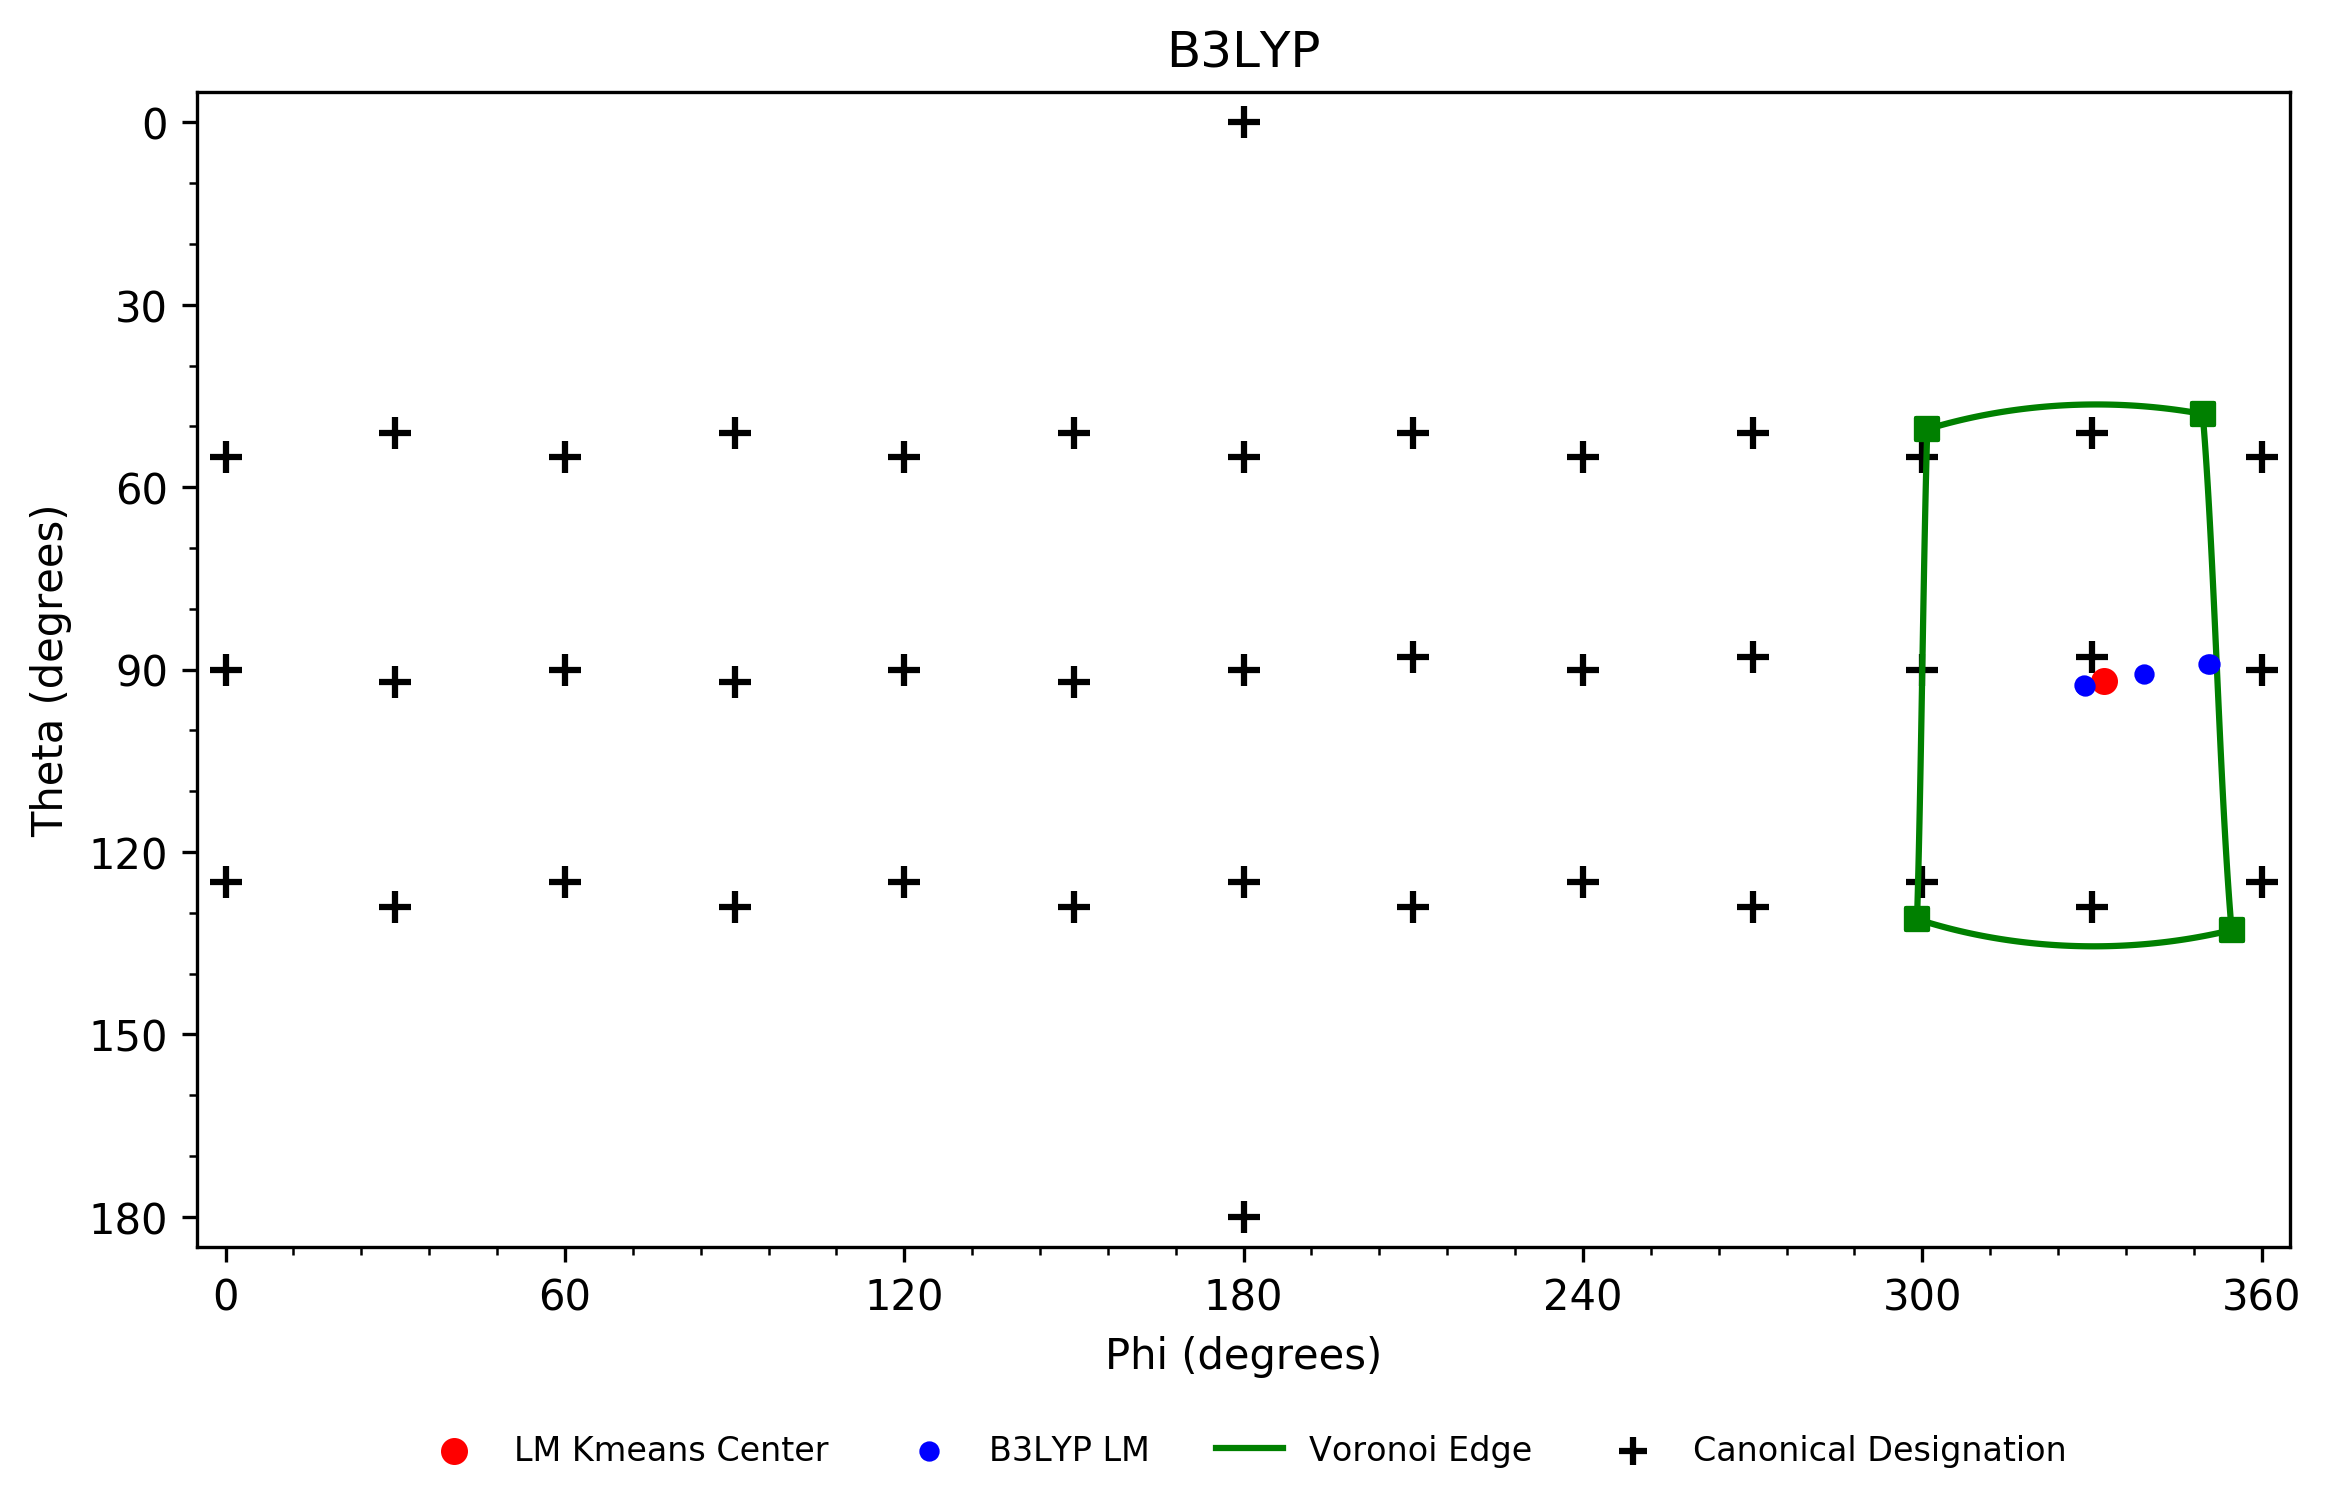 B3LYP
0
30
60
90
120
150
180
Theta (degrees)
0 60 120 180 240 300 360
Phi (degrees)
LM Kmeans Center B3LYP LM Voronoi Edge Canonical Designation